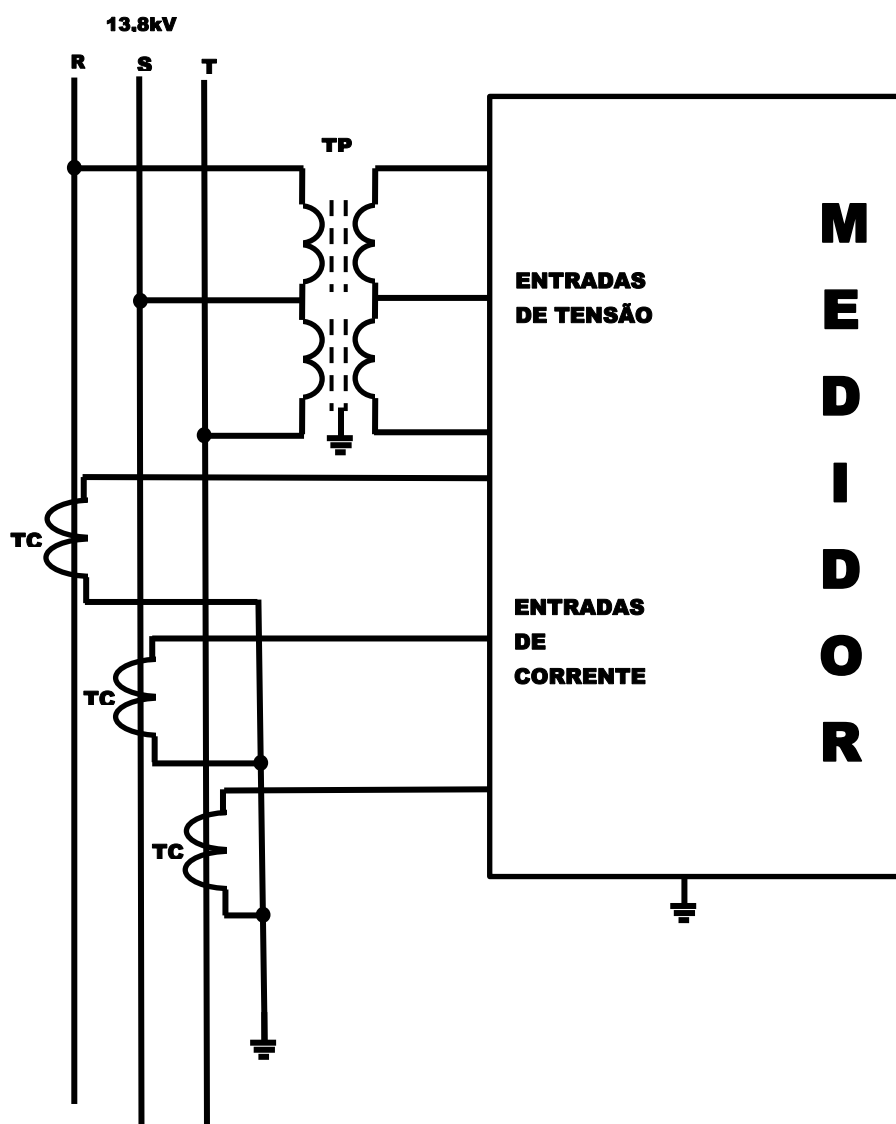 13.8kV
R S T
TP
ENTRADAS
DE TENSÃO
TC
ENTRADAS
DE
CORRENTE
TC
TC
M
E
D
I
D
O
R